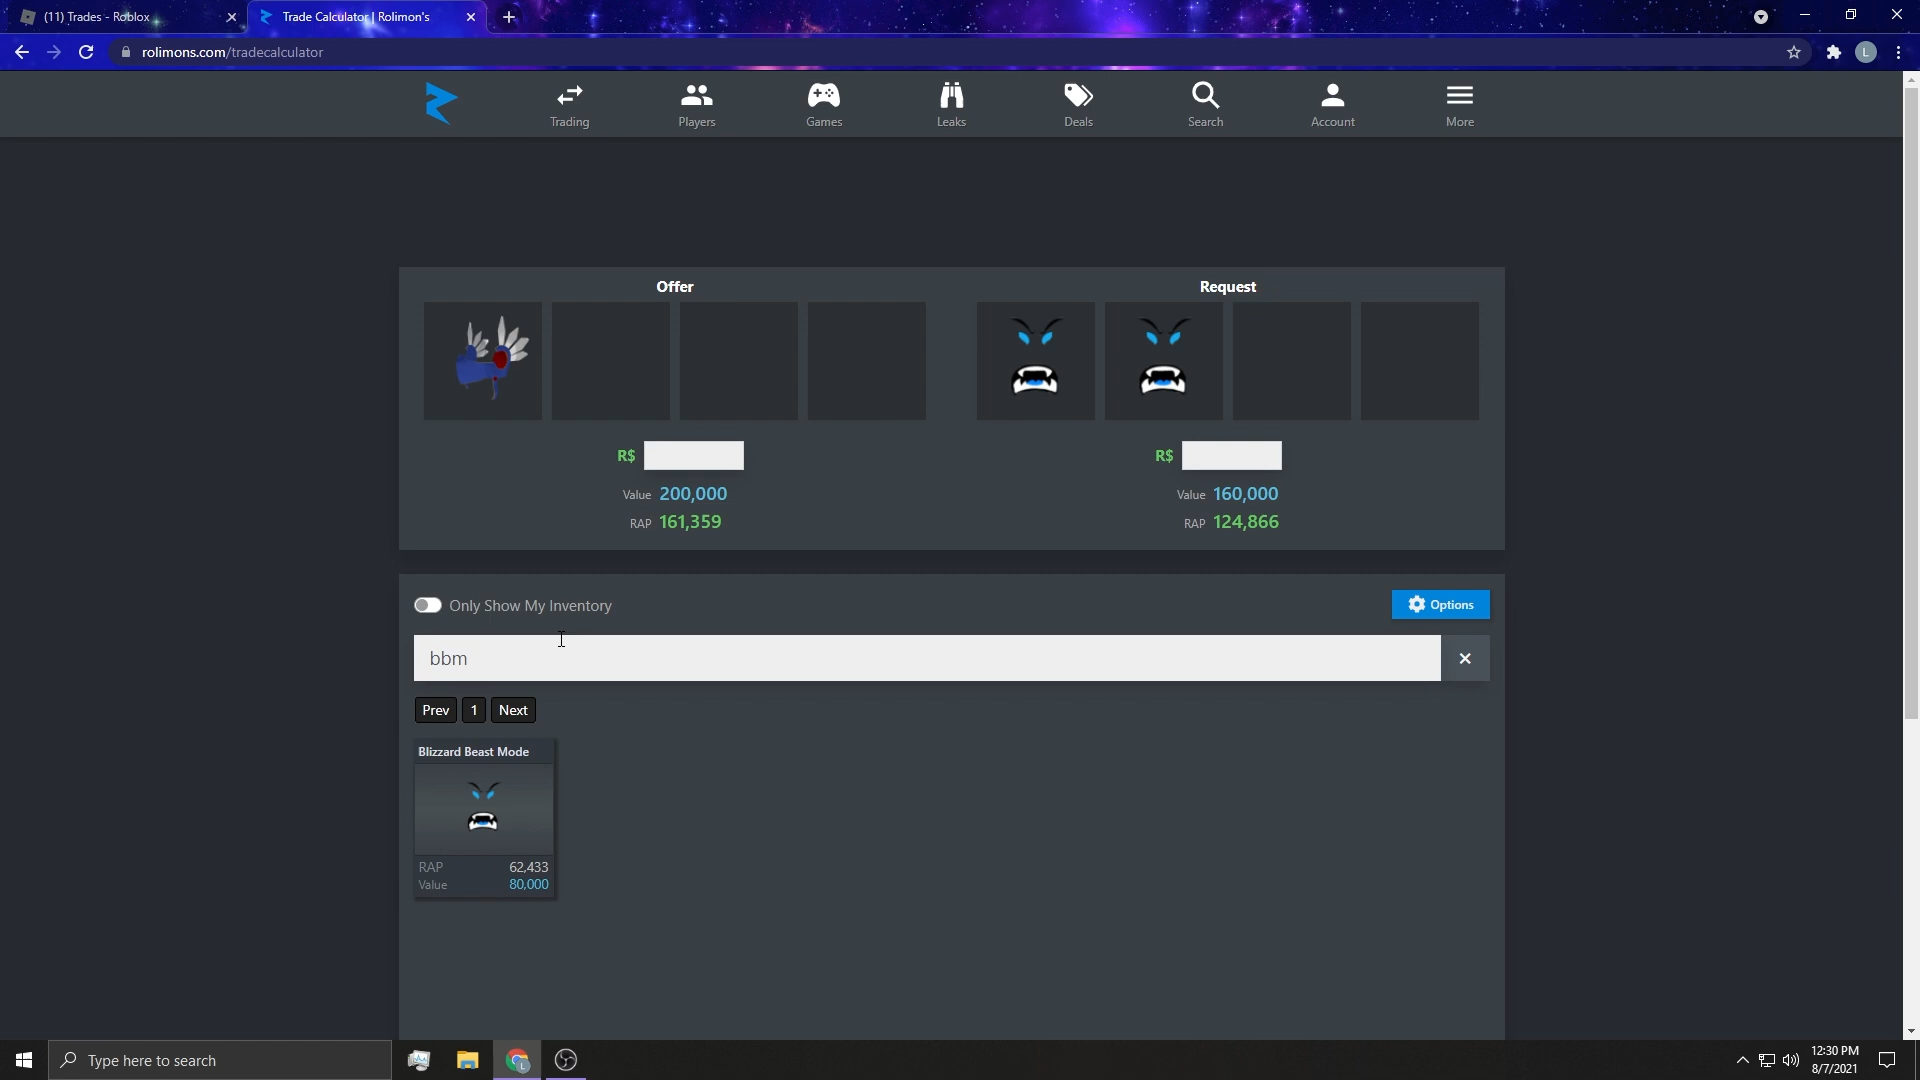 (11) Trades - Roblox
Trade Calculator | Rolimon's
rolimons.com/tradecalculator
L
Trading
Players
Games
Leaks
Deals
Search
Account
More
Offer
Request
R$
R$
Value 200,000
Value 160,000
RAP 161,359
RAP 124,866
Only Show My Inventory
Options
bbm
Prev 1 Next
Blizzard Beast Mode
RAP 62,433
Value 80,000
Type here to search
L
12:30 PM
8/7/2021